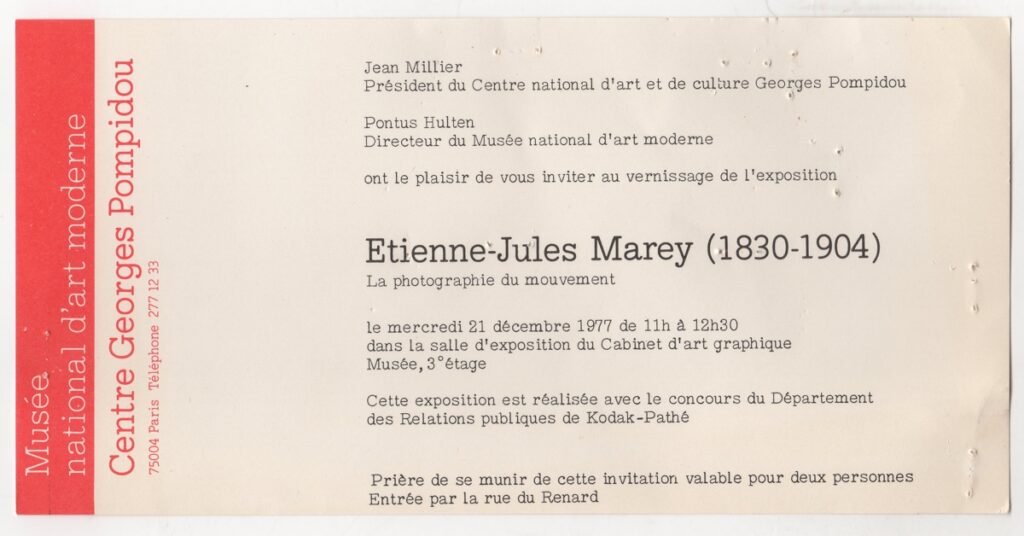 Musée
national d'art moderne
Centre Georges Pompidou
75004 Paris Téléphone 277 12 33
Jean Millier
Président du Centre national d'art et de culture Georges Pompidou
Pontus Hulten
Directeur du Musée national d'art moderne
ont le plaisir de vous inviter au vernissage de l'exposition
Etienne-Jules Marey (1830-1904)
La photographie du mouvement
le mercredi 21 décembre 1977 de 11h à 12h30
dans la salle d'exposition du Cabinet d'art graphique
Musée, 3° étage
Cette exposition est réalisée avec le concours du Département
des Relations publiques de Kodak-Pathé
Prière de se munir de cette invitation valable pour deux personnes
Entrée par la rue du Renard